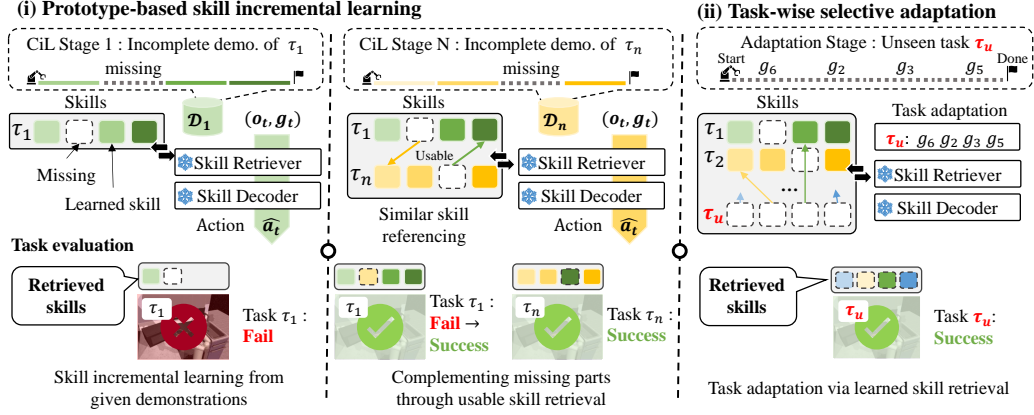 (i) Prototype-based skill incremental learning
CiL Stage 1 : Incomplete demo. of τ1
missing
Skills
τ1
Missing
Learned skill
𝓓1
(o_t, g_t)
Skill Retriever
Skill Decoder
Action
â_t
CiL Stage N : Incomplete demo. of τn
missing
Skills
τ1
Usable
τn
Similar skill
referencing
𝓓n
(o_t, g_t)
Skill Retriever
Skill Decoder
Action
â_t
(ii) Task-wise selective adaptation
Adaptation Stage : Unseen task τu
Start
g6 g2 g3 g5
Done
Skills
τ1
τ2
...
τu
Task adaptation
τu: g6 g2 g3 g5
Skill Retriever
Skill Decoder
Task evaluation
Retrieved
skills
τ1
Task τ1 :
Fail
Skill incremental learning from
given demonstrations
τ1
Task τ1 :
Fail →
Success
τn
Task τn :
Success
Complementing missing parts
through usable skill retrieval
Retrieved
skills
τu
Task τu:
Success
Task adaptation via learned skill retrieval